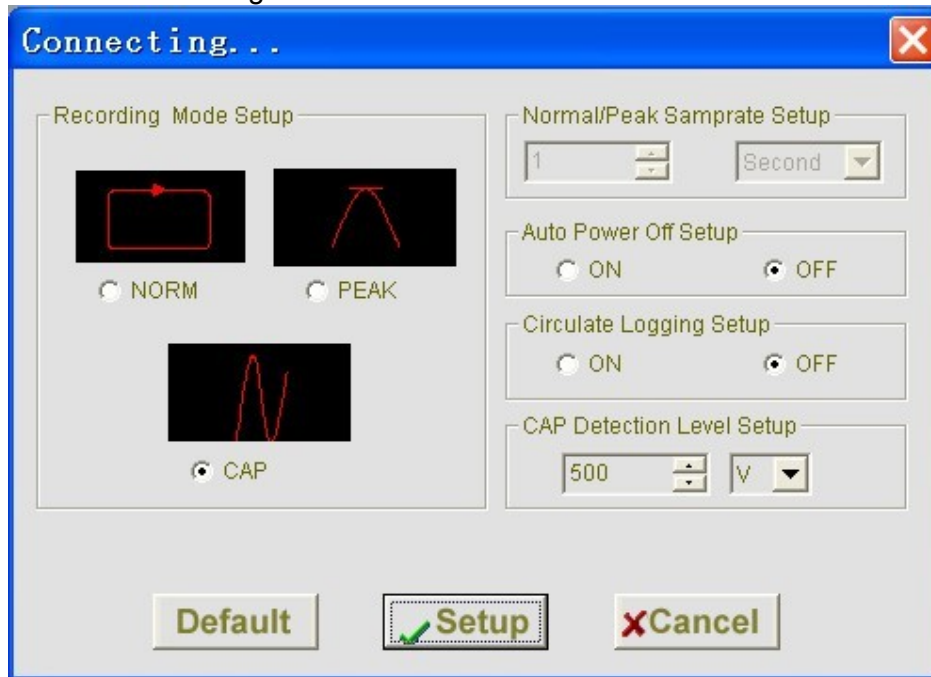 Connecting...
Recording Mode Setup
NORM
PEAK
CAP
Normal/Peak Samprate Setup
1 Second
Auto Power Off Setup
ON OFF
Circulate Logging Setup
ON OFF
CAP Detection Level Setup
500 V
Default Setup Cancel